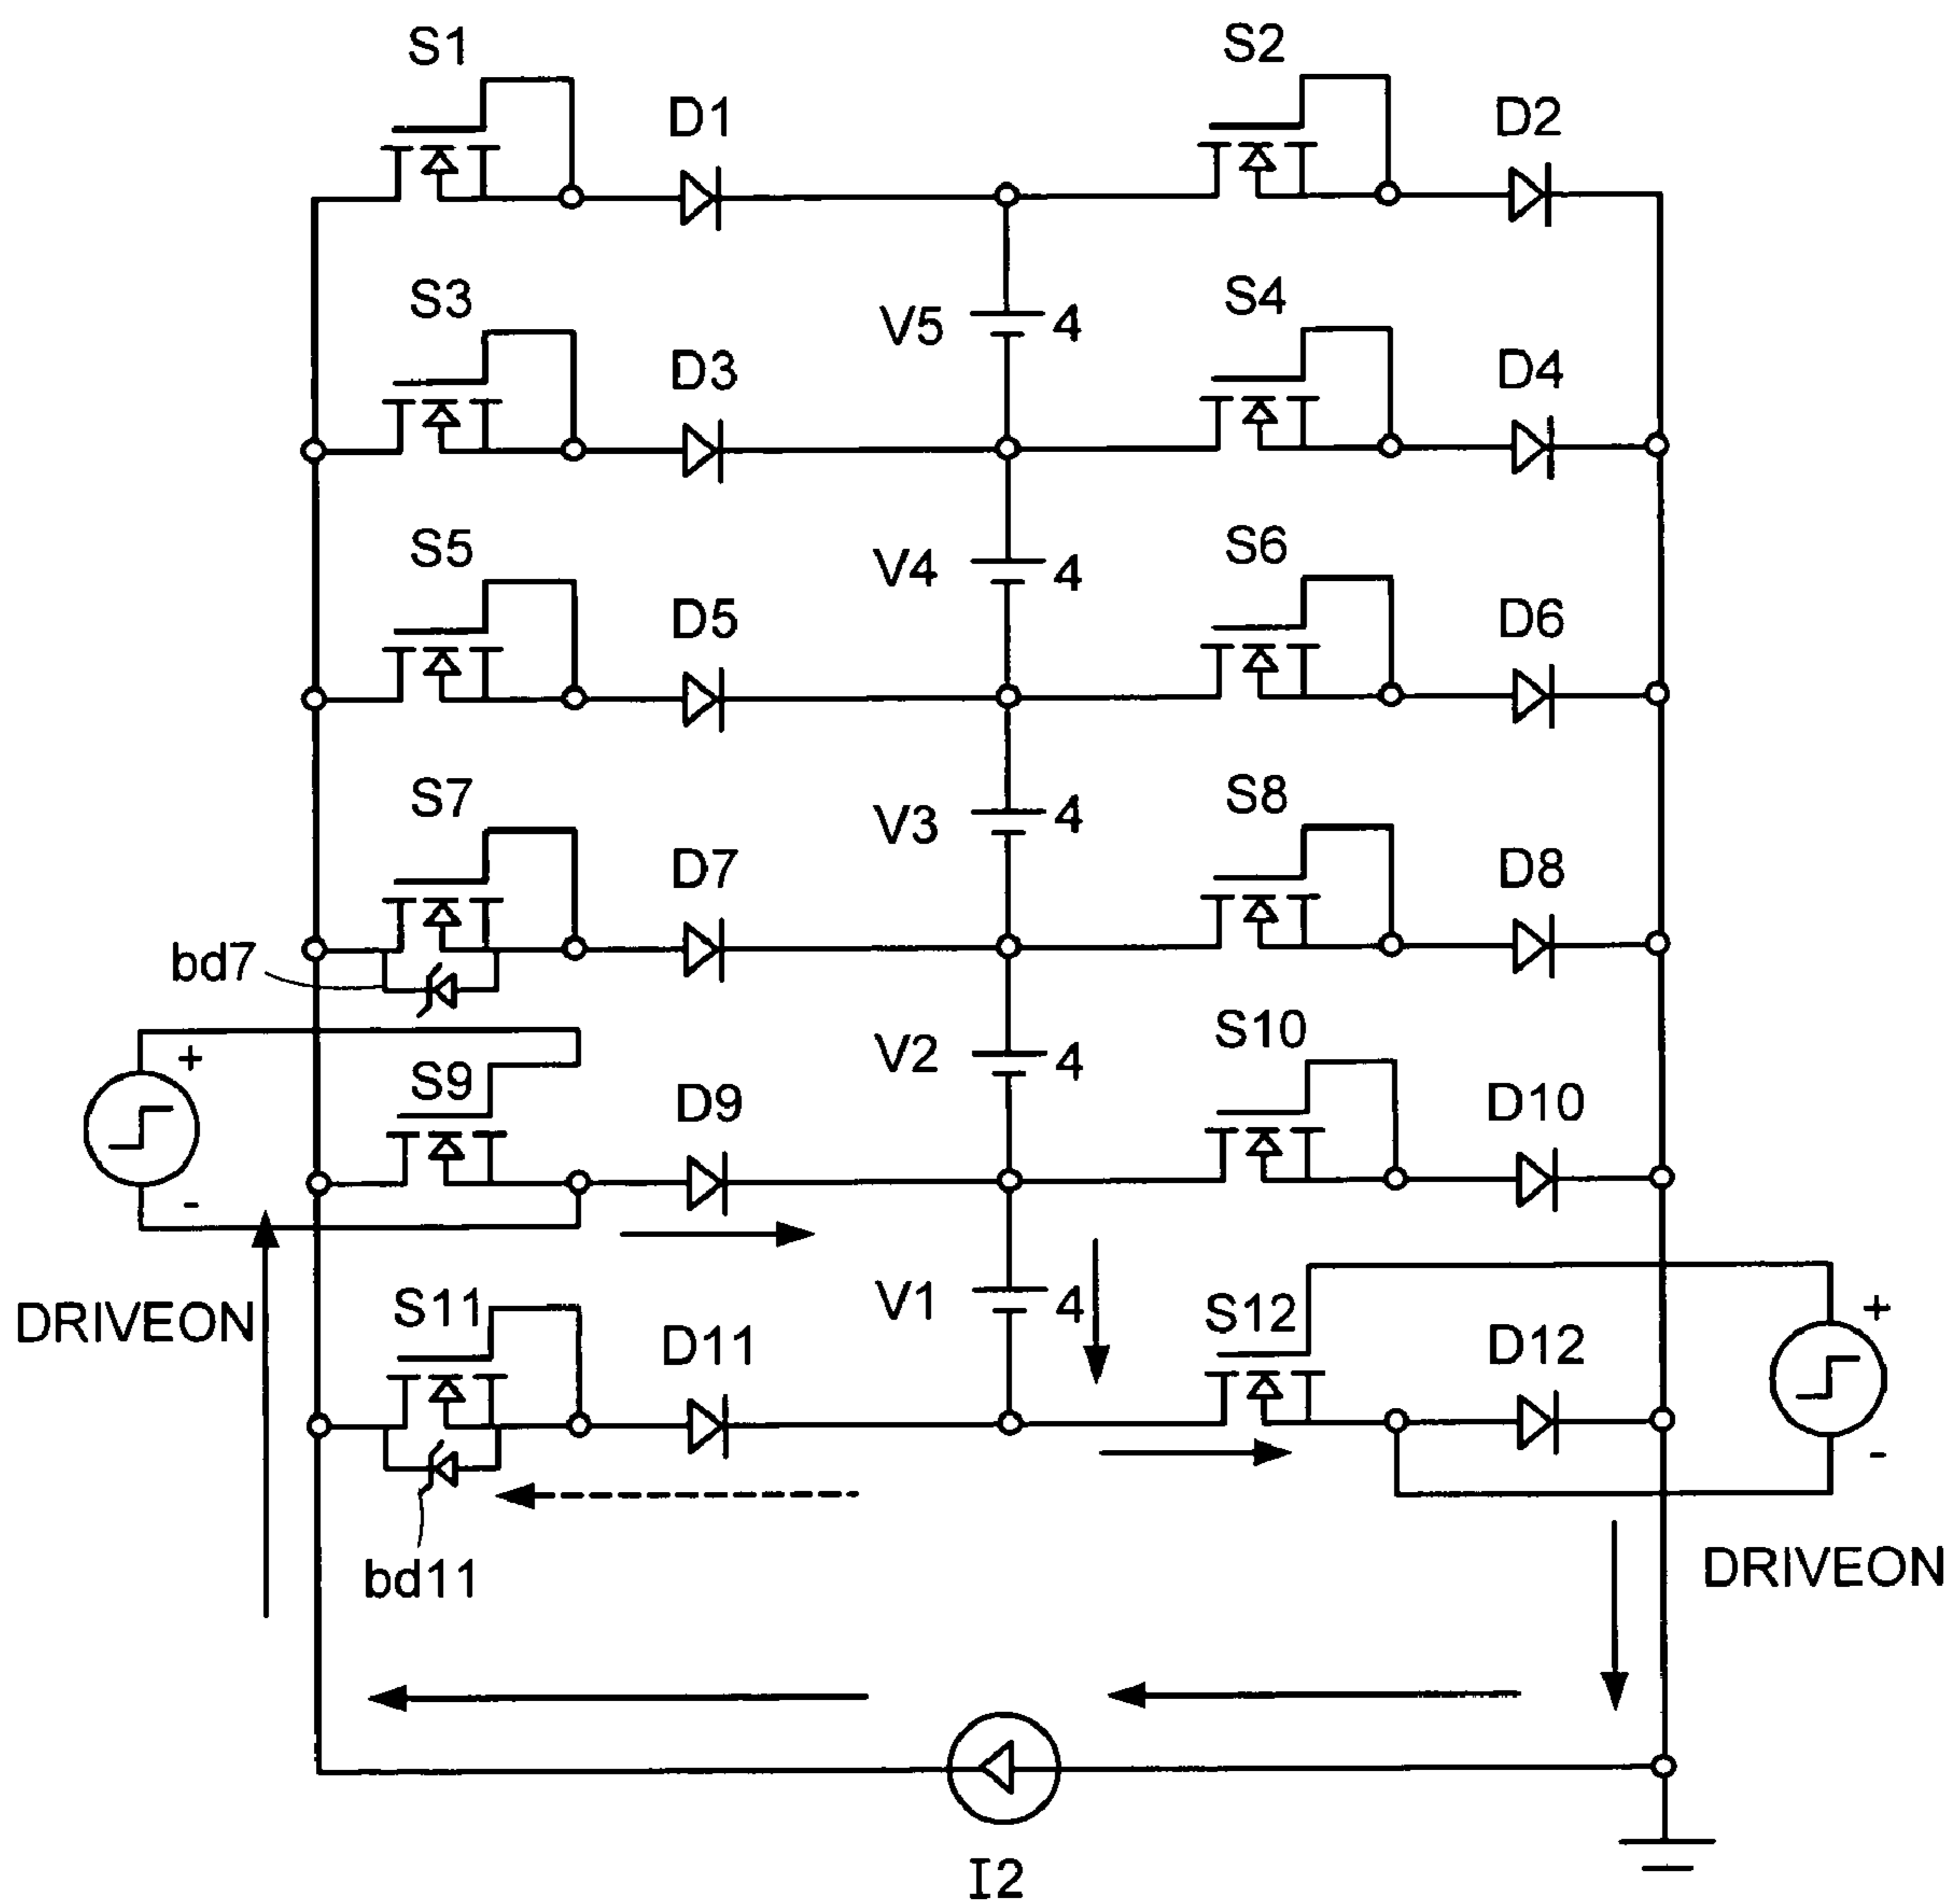 S1 S2
D1 D2
S3 S4
V5 4
D3 D4
S5 S6
V4 4
D5 D6
S7 S8
V3 4
D7 D8
bd7
S10
+ V2 4
S9
D9 D10
-
S11 V1 4 S12 +
DRIVEON
D11 D12
-
bd11 DRIVEON
I2